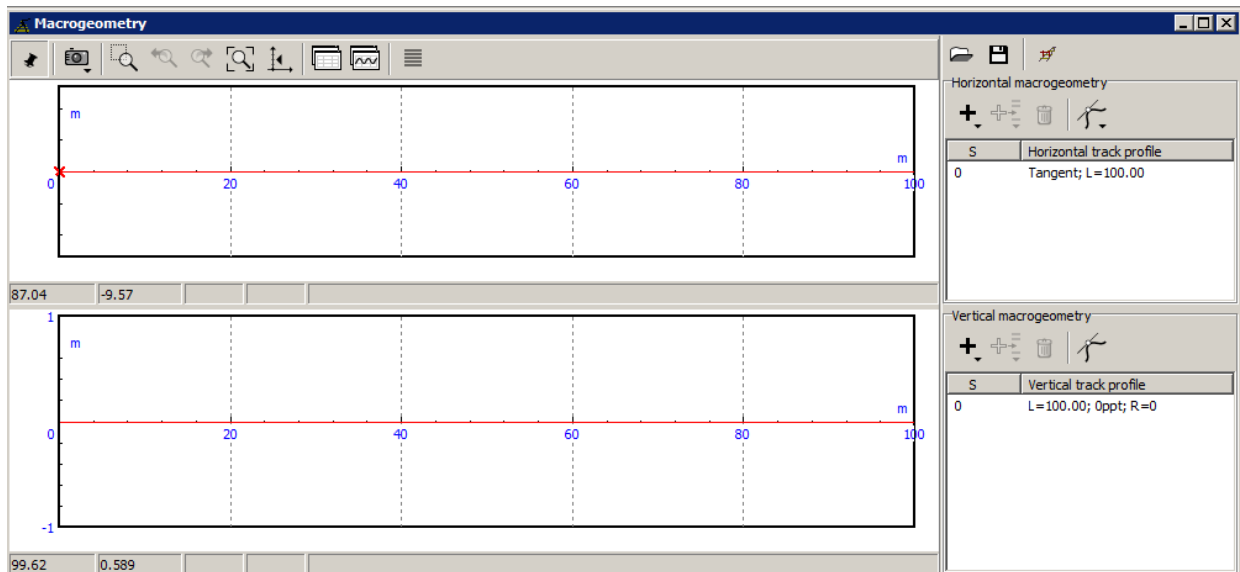 Macrogeometry
m
m
0
20
40
60
80
100
87.04
-9.57
1
m
m
0
20
40
60
80
100
-1
99.62
0.589
Horizontal macrogeometry
S
Horizontal track profile
0
Tangent; L=100.00
Vertical macrogeometry
S
Vertical track profile
0
L=100.00; 0ppt; R=0